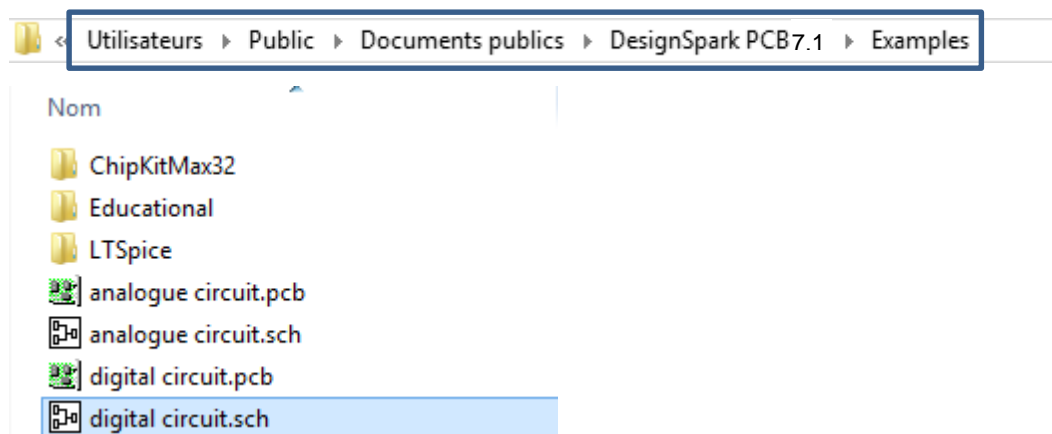 « Utilisateurs ▸ Public ▸ Documents publics ▸ DesignSpark PCB 7.1 ▸ Examples
Nom
ChipKitMax32
Educational
LTSpice
analogue circuit.pcb
analogue circuit.sch
digital circuit.pcb
digital circuit.sch